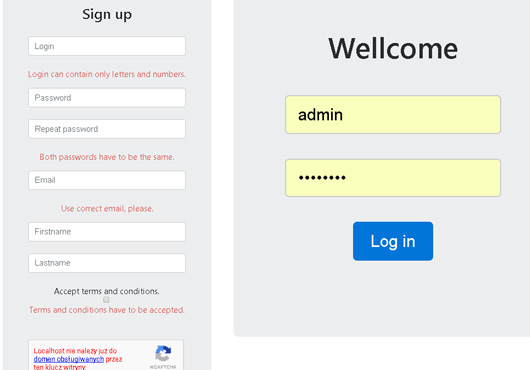 Sign up
Login
Login can contain only letters and numbers.
Password
Repeat password
Both passwords have to be the same.
Email
Use correct email, please.
Firstname
Lastname
Accept terms and conditions.
Terms and conditions have to be accepted.
Localhost nie należy już do
domen obsługiwanych przez
ten klucz witryny.
reCAPTCHA
Wellcome
admin
••••••••
Log in